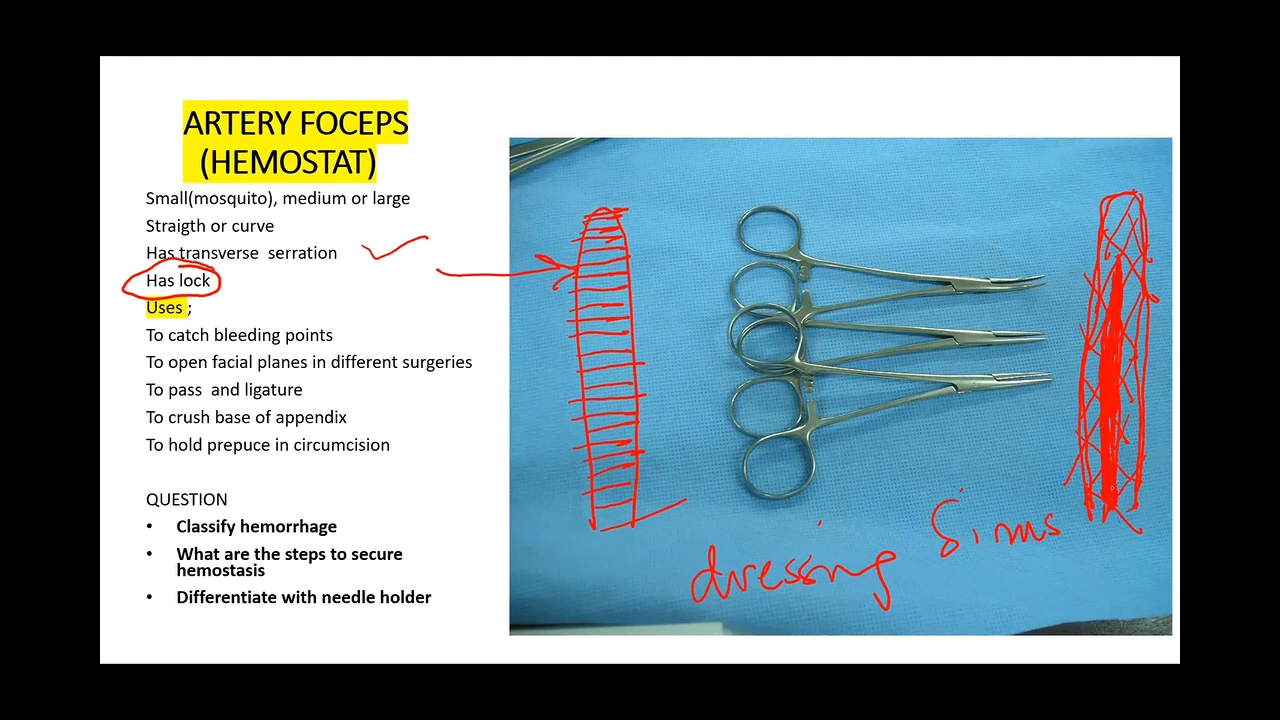 ARTERY FOCEPS
(HEMOSTAT)
Small(mosquito), medium or large
Straigth or curve
Has transverse serration
Has lock
Uses ;
To catch bleeding points
To open facial planes in different surgeries
To pass and ligature
To crush base of appendix
To hold prepuce in circumcision
QUESTION
• Classify hemorrhage
• What are the steps to secure
hemostasis
• Differentiate with needle holder
dressing Sims